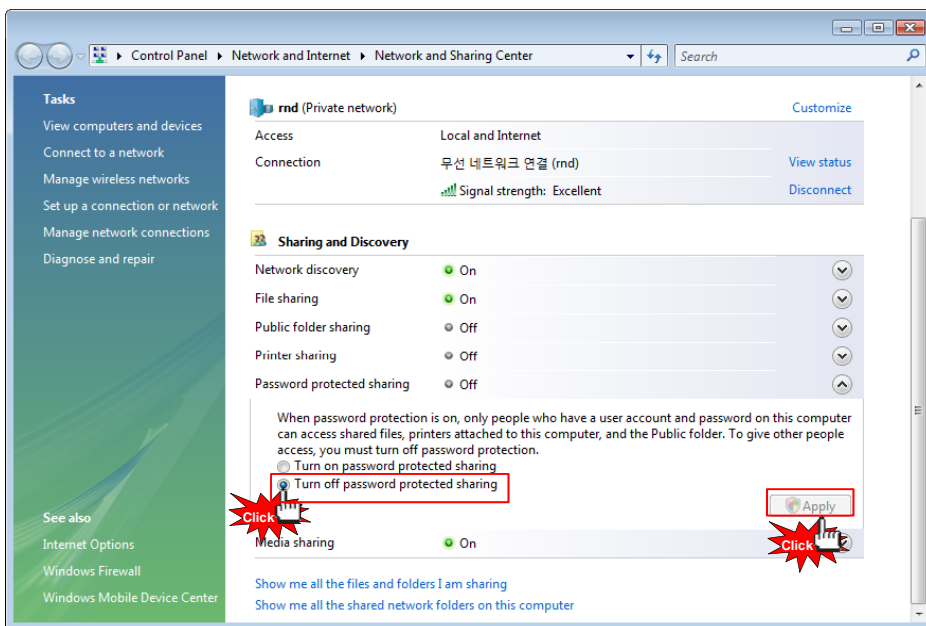 Control Panel Network and Internet Network and Sharing Center Search
Tasks
View computers and devices
Connect to a network
Manage wireless networks
Set up a connection or network
Manage network connections
Diagnose and repair
See also
Internet Options
Windows Firewall
Windows Mobile Device Center
rnd (Private network) Customize
Access Local and Internet
Connection 무선 네트워크 연결 (rnd) View status
Signal strength: Excellent Disconnect
Sharing and Discovery
Network discovery On
File sharing On
Public folder sharing Off
Printer sharing Off
Password protected sharing Off
When password protection is on, only people who have a user account and password on this computer
can access shared files, printers attached to this computer, and the Public folder. To give other people
access, you must turn off password protection.
Turn on password protected sharing
Turn off password protected sharing
Click
Apply
Click
Media sharing On
Show me all the files and folders I am sharing
Show me all the shared network folders on this computer